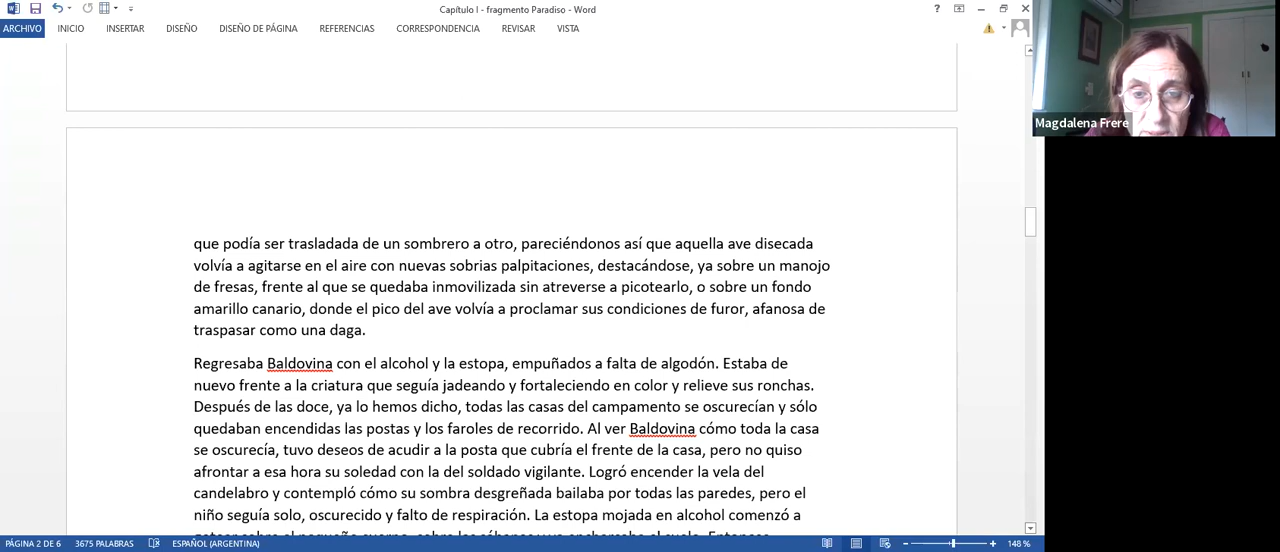 Capítulo I - fragmento Paradiso - Word
?
ARCHIVO INICIO INSERTAR DISEÑO DISEÑO DE PÁGINA REFERENCIAS CORRESPONDENCIA REVISAR VISTA
Magdalena Frere
que podía ser trasladada de un sombrero a otro, pareciéndonos así que aquella ave disecada
volvía a agitarse en el aire con nuevas sobrias palpitaciones, destacándose, ya sobre un manojo
de fresas, frente al que se quedaba inmovilizada sin atreverse a picotearlo, o sobre un fondo
amarillo canario, donde el pico del ave volvía a proclamar sus condiciones de furor, afanosa de
traspasar como una daga.
Regresaba Baldovina con el alcohol y la estopa, empuñados a falta de algodón. Estaba de
nuevo frente a la criatura que seguía jadeando y fortaleciendo en color y relieve sus ronchas.
Después de las doce, ya lo hemos dicho, todas las casas del campamento se oscurecían y sólo
quedaban encendidas las postas y los faroles de recorrido. Al ver Baldovina cómo toda la casa
se oscurecía, tuvo deseos de acudir a la posta que cubría el frente de la casa, pero no quiso
afrontar a esa hora su soledad con la del soldado vigilante. Logró encender la vela del
candelabro y contempló cómo su sombra desgreñada bailaba por todas las paredes, pero el
niño seguía solo, oscurecido y falto de respiración. La estopa mojada en alcohol comenzó a
PÁGINA 2 DE 6 3675 PALABRAS ESPAÑOL (ARGENTINA) 148 %